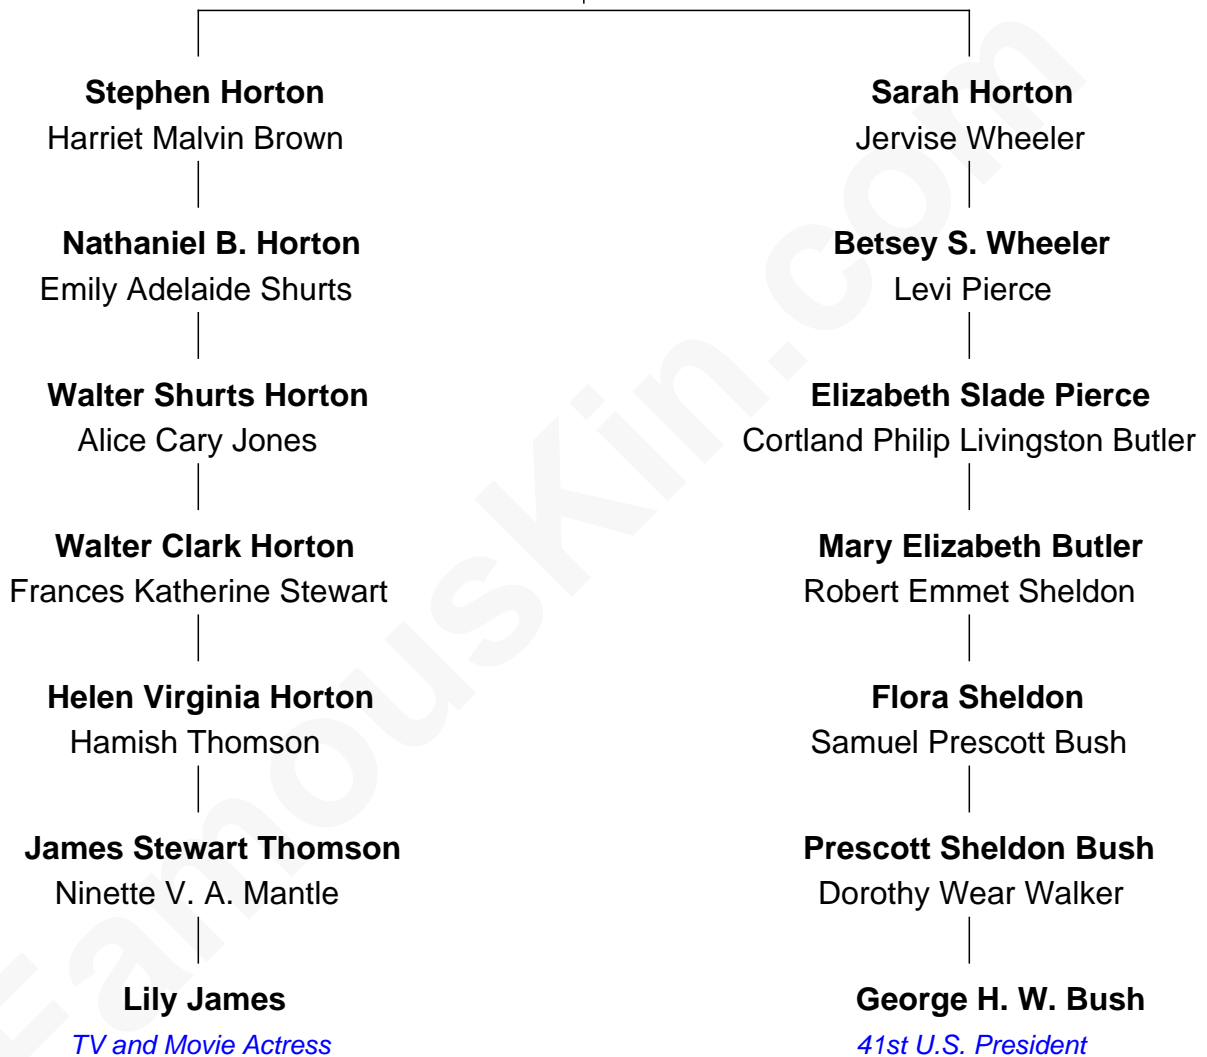 Stephen Horton
Harriet Malvin Brown
Nathaniel B. Horton
Emily Adelaide Shurts
Walter Shurts Horton
Alice Cary Jones
Walter Clark Horton
Frances Katherine Stewart
Helen Virginia Horton
Hamish Thomson
James Stewart Thomson
Ninette V. A. Mantle
Lily James
TV and Movie Actress
Sarah Horton
Jervise Wheeler
Betsey S. Wheeler
Levi Pierce
Elizabeth Slade Pierce
Cortland Philip Livingston Butler
Mary Elizabeth Butler
Robert Emmet Sheldon
Flora Sheldon
Samuel Prescott Bush
Prescott Sheldon Bush
Dorothy Wear Walker
George H. W. Bush
41st U.S. President
FamousKin.com